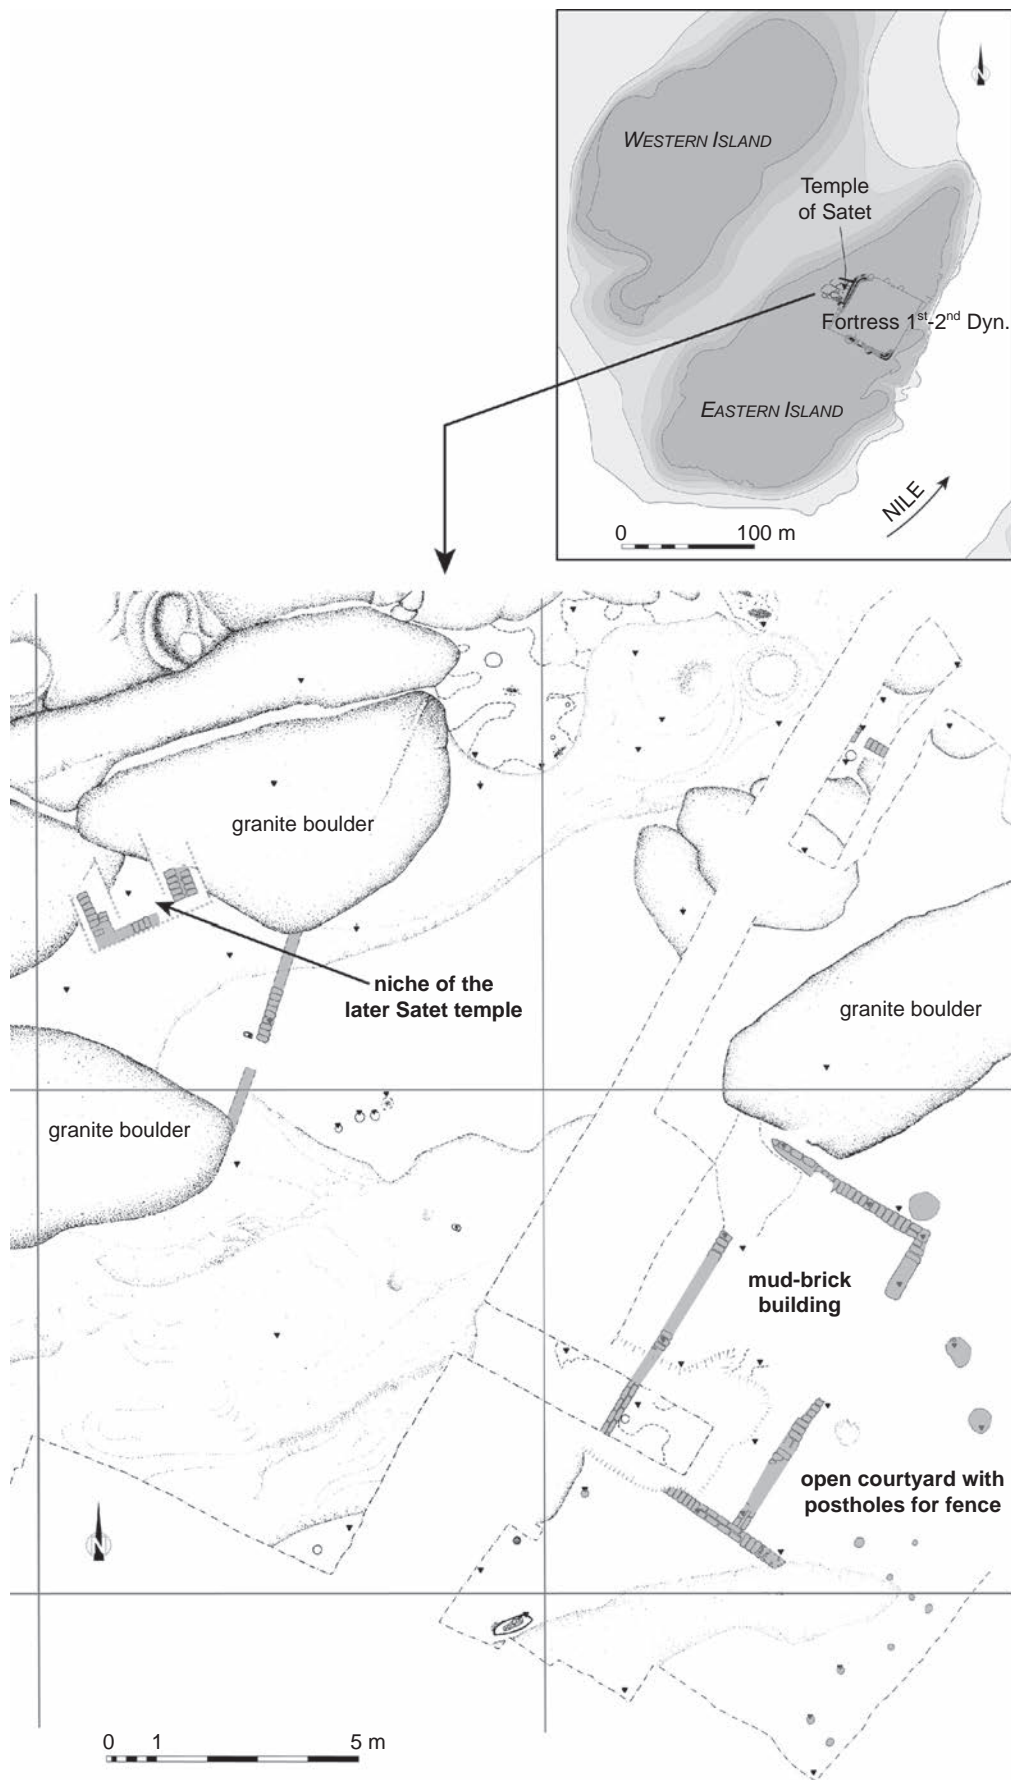 N
WESTERN ISLAND
Temple
of Satet
Fortress 1st-2nd Dyn.
EASTERN ISLAND
NILE
0 100 m
granite boulder
niche of the
later Satet temple
granite boulder
granite boulder
mud-brick
building
open courtyard with
postholes for fence
N
0 1 5 m